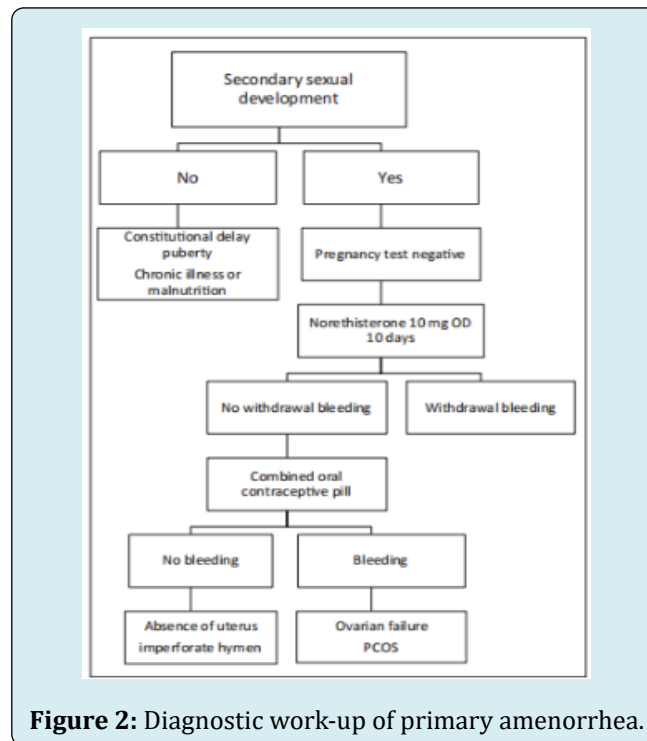 Secondary sexual
development
No
Yes
Constitutional delay
puberty
Chronic illness or
malnutrition
Pregnancy test negative
Norethisterone 10 mg OD
10 days
No withdrawal bleeding
Withdrawal bleeding
Combined oral
contraceptive pill
No bleeding
Bleeding
Absence of uterus
imperforate hymen
Ovarian failure
PCOS
Figure 2: Diagnostic work-up of primary amenorrhea.